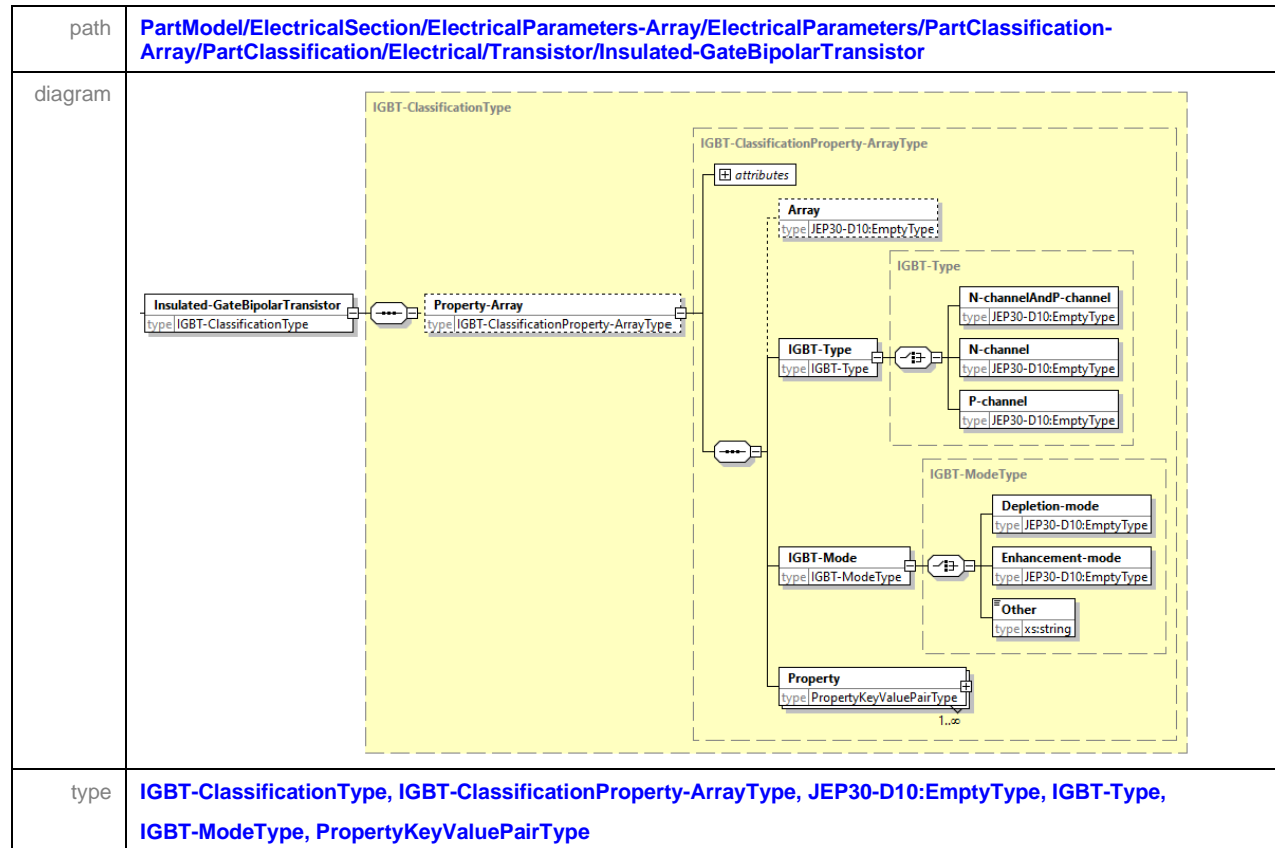 path
PartModel/ElectricalSection/ElectricalParameters-Array/ElectricalParameters/PartClassification-
Array/PartClassification/Electrical/Transistor/Insulated-GateBipolarTransistor
diagram
IGBT-ClassificationType
IGBT-ClassificationProperty-ArrayType
attributes
Array
type JEP30-D10:EmptyType
IGBT-Type
N-channelAndP-channel
type JEP30-D10:EmptyType
Insulated-GateBipolarTransistor
type IGBT-ClassificationType
Property-Array
type IGBT-ClassificationProperty-ArrayType
IGBT-Type
type IGBT-Type
N-channel
type JEP30-D10:EmptyType
P-channel
type JEP30-D10:EmptyType
IGBT-ModeType
Depletion-mode
type JEP30-D10:EmptyType
IGBT-Mode
type IGBT-ModeType
Enhancement-mode
type JEP30-D10:EmptyType
Other
type xs:string
Property
type PropertyKeyValuePairType
1..∞
type
IGBT-ClassificationType, IGBT-ClassificationProperty-ArrayType, JEP30-D10:EmptyType, IGBT-Type,
IGBT-ModeType, PropertyKeyValuePairType